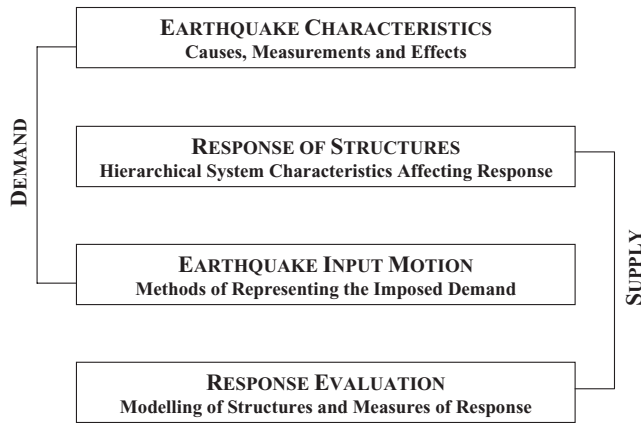 EARTHQUAKE CHARACTERISTICS
Causes, Measurements and Effects
DEMAND
RESPONSE OF STRUCTURES
Hierarchical System Characteristics Affecting Response
EARTHQUAKE INPUT MOTION
Methods of Representing the Imposed Demand
SUPPLY
RESPONSE EVALUATION
Modelling of Structures and Measures of Response